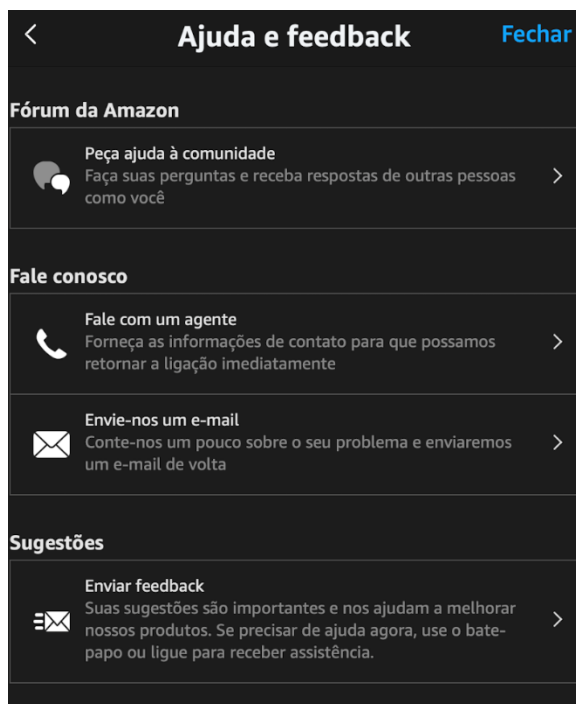 Ajuda e feedback
Fechar
Fórum da Amazon
Peça ajuda à comunidade
Faça suas perguntas e receba respostas de outras pessoas
como você
Fale conosco
Fale com um agente
Forneça as informações de contato para que possamos
retornar a ligação imediatamente
Envie-nos um e-mail
Conte-nos um pouco sobre o seu problema e enviaremos
um e-mail de volta
Sugestões
Enviar feedback
Suas sugestões são importantes e nos ajudam a melhorar
nossos produtos. Se precisar de ajuda agora, use o bate-
papo ou ligue para receber assistência.